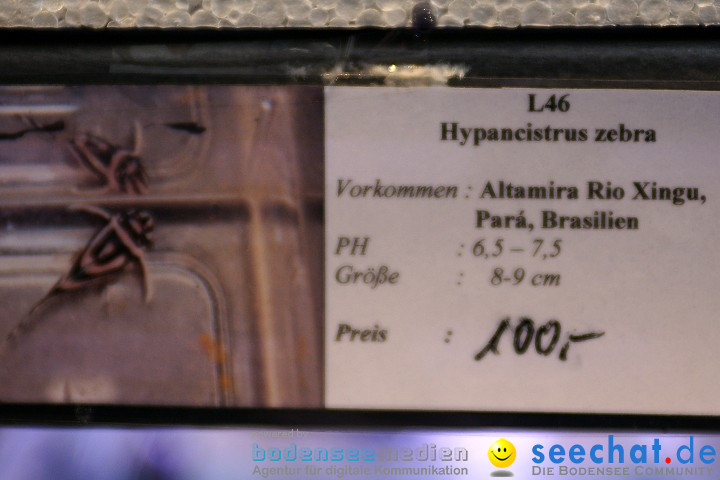 L46
Hypancistrus zebra
Vorkommen : Altamira Rio Xingu,
Pará, Brasilien
PH : 6,5 – 7,5
Größe : 8-9 cm
Preis : 100,-
bodenseemedien
Agentur für digitale Kommunikation
seechat.de
Die Bodensee Community